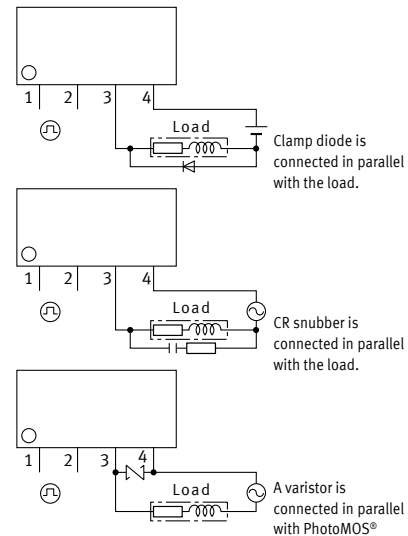 1 2 3 4
Load
Clamp diode is
connected in parallel
with the load.
1 2 3 4
Load
CR snubber is
connected in parallel
with the load.
1 2 3 4
Load
A varistor is
connected in parallel
with PhotoMOS®